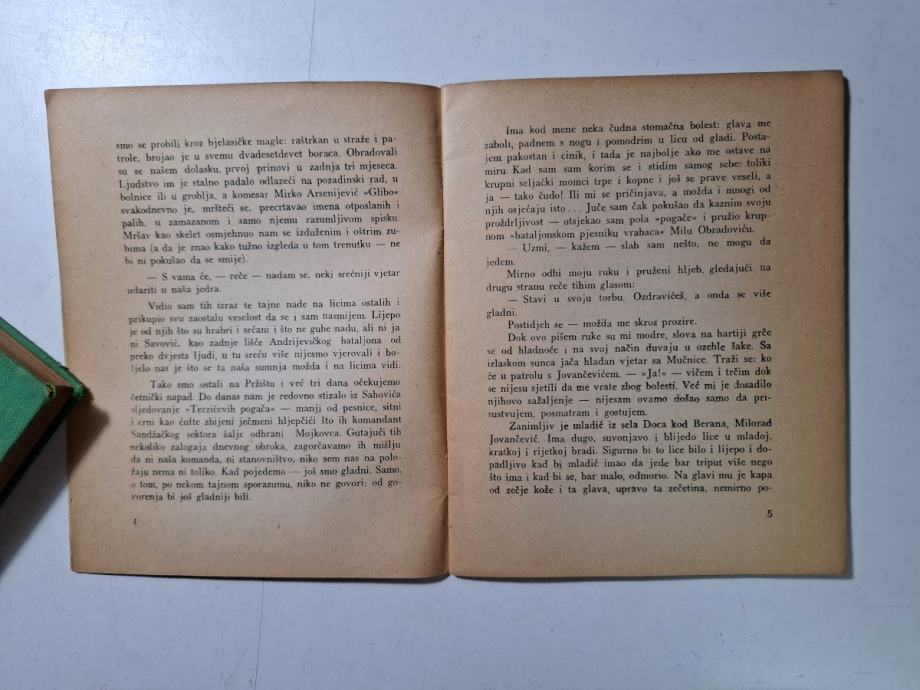 smo se probili kroz bjelasičke magle: raštrkan u straže i pa-
trole, brojao je u svemu dvadesetdevet boraca. Obradovali
su se našem dolasku, prvoj prinovi u zadnja tri mjeseca.
Ljudstvo im je stalno padalo odlazeći na pozadinski rad, u
bolnice ili u groblja, a komesar Mirko Arsenijević »Glibo«
svakodnevno je, mršteći se, precrtavao imena otposlanih i
palih, u zamazanom i samo njemu razumljivom spisku.
Mršav kao skelet osmjehnuo nam se izduženim i oštrim zu-
bima (a da je znao kako tužno izgleda u tom trenutku — ne
bi ni pokušao da se smije).
— S vama će, — reče — nadam se, neki srećniji vjetar
udariti u naša jedra.
Vidio sam tih izraz te tajne nade na licima ostalih i
prikupio svu zaostalu veselost da se i sam nasmijem. Lijepo
je od njih što su hrabri i srčani i što ne gube nadu, ali ni ja
ni Savović, kao zadnje lišće Andrijevičkog bataljona od
preko dvjesta ljudi, u tu sreću više nijesmo vjerovali i bo-
ljelo nas je što se ta naša sumnja možda i na licima vidi.
Tako smo ostali na Pržištu i već tri dana očekujemo
četnički napad. Do danas nam je redovno stizalo iz Šahovića
sljedovanje »Terzićevih pogača« — manji od pesnice, sitni
i crni kao ćufte zbijeni ječmeni hljepčići što ih komandant
Sandžačkog sektora šalje odbrani Mojkovca. Gutajući tih
nekoliko zalogaja dnevnog obroka, zagorčavamo ih mišlju
da ni naša komanda, ni stanovništvo, niko sem nas na polo-
žaju nema ni toliko. Kad pojedemo — još smo gladni. Samo,
o tom, po nekom tajnom sporazumu, niko ne govori: od go-
vorenja bi još gladniji bili.
4
Ima kod mene neka čudna stomačna bolest: glava me
zaboli, padnem s nogu i pomodrim u licu od gladi. Posta-
jem pakostan i cinik, i tada je najbolje ako me ostave na
miru. Kad sam sam korim se i stidim samog sebe: toliki
krupni seljački momci trpe i kopne i još se prave veseli, a
ja — tako čudo! Ili mi se pričinjava, a možda i mnogi od
njih osjećaju isto . . . Juče sam čak pokušao da kaznim svoju
proždrljivost — otsjekao sam pola »pogače« i pružio krup-
nom »bataljonskom pjesniku vrabaca« Milu Obradoviću.
— Uzmi, — kažem — slab sam nešto, ne mogu da
jedem.
Mirno odbi moju ruku i pruženi hljeb, gledajući na
drugu stranu reče tihim glasom:
— Stavi u svoju torbu. Ozdravićeš, a onda se više
gladni.
Postidjeh se — možda me skroz prozire.
Dok ovo pišem ruke su mi modre, slova na hartiji grče
se od hladnoće i na svoj način duvaju u ozeble šake. Sa
izlaskom sunca jača hladan vjetar sa Mučnice. Traži se: ko
će u patrolu s Jovančevićem. — »Ja!« — vičem i trčim dok
se nijesu sjetili da me vrate zbog bolesti. Već mi je dosadilo
njihovo sažaljenje — nijesam ovamo došao samo da pri-
sustvujem, posmatram i gostujem.
Zanimljiv je mladić iz sela Doca kod Berana, Milorad
Jovančević. Ima dugo, suvonjavo i blijedo lice u mladoj,
kratkoj i rijetkoj bradi. Sigurno bi to lice bilo i lijepo i do-
padljivo kad bi mladić imao da jede bar triput više nego
što ima i kad bi se, bar malo, odmorio. Na glavi mu je kapa
od zečje kože i ta glava, upravo ta zečetina, nemirno po-
5